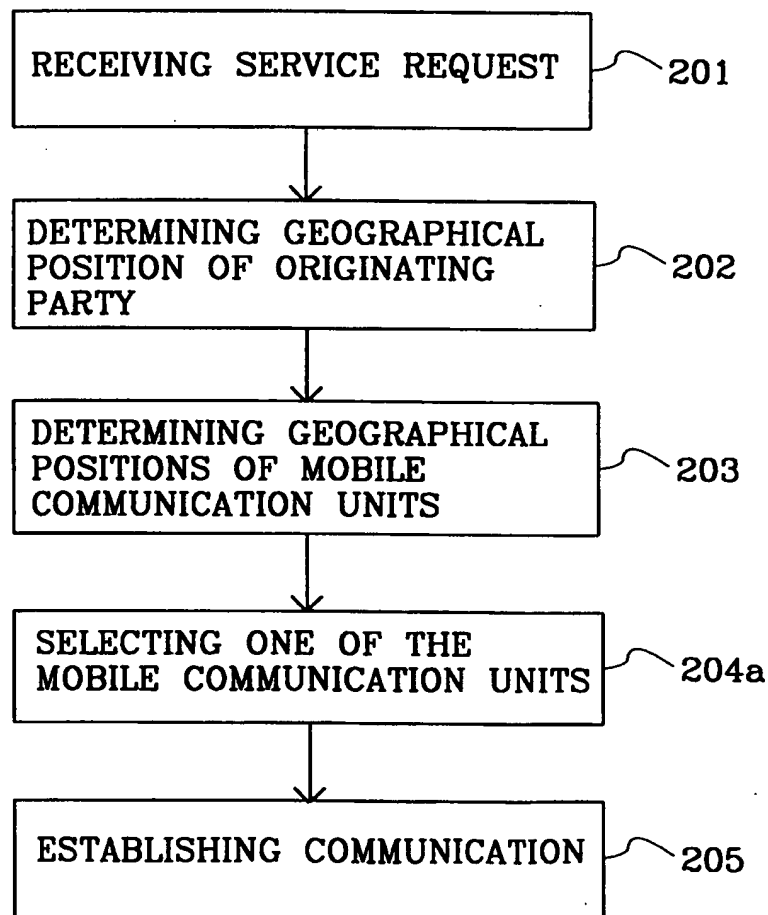 RECEIVING SERVICE REQUEST
201
DETERMINING GEOGRAPHICAL
POSITION OF ORIGINATING
PARTY
202
DETERMINING GEOGRAPHICAL
POSITIONS OF MOBILE
COMMUNICATION UNITS
203
SELECTING ONE OF THE
MOBILE COMMUNICATION UNITS
204a
ESTABLISHING COMMUNICATION
205